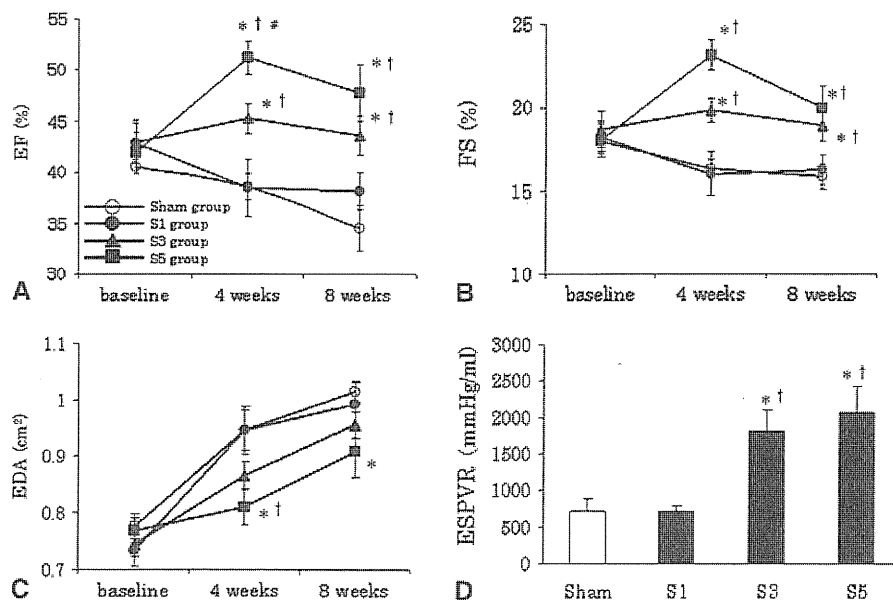 * † #
* †
* †
* †
EF (%)
50
45
40
35
30
Sham group
S1 group
S3 group
S5 group
A
baseline 4 weeks 8 weeks
* †
* †
* †
* †
FS (%)
25
20
15
10
B
baseline 4 weeks 8 weeks
EDA (cm²)
1.1
1
0.9
0.8
0.7
* †
*
C
baseline 4 weeks 8 weeks
ESPVR (mmHg/ml)
3000
2500
2000
1500
1000
500
0
* †
* †
D
Sham S1 S3 S5